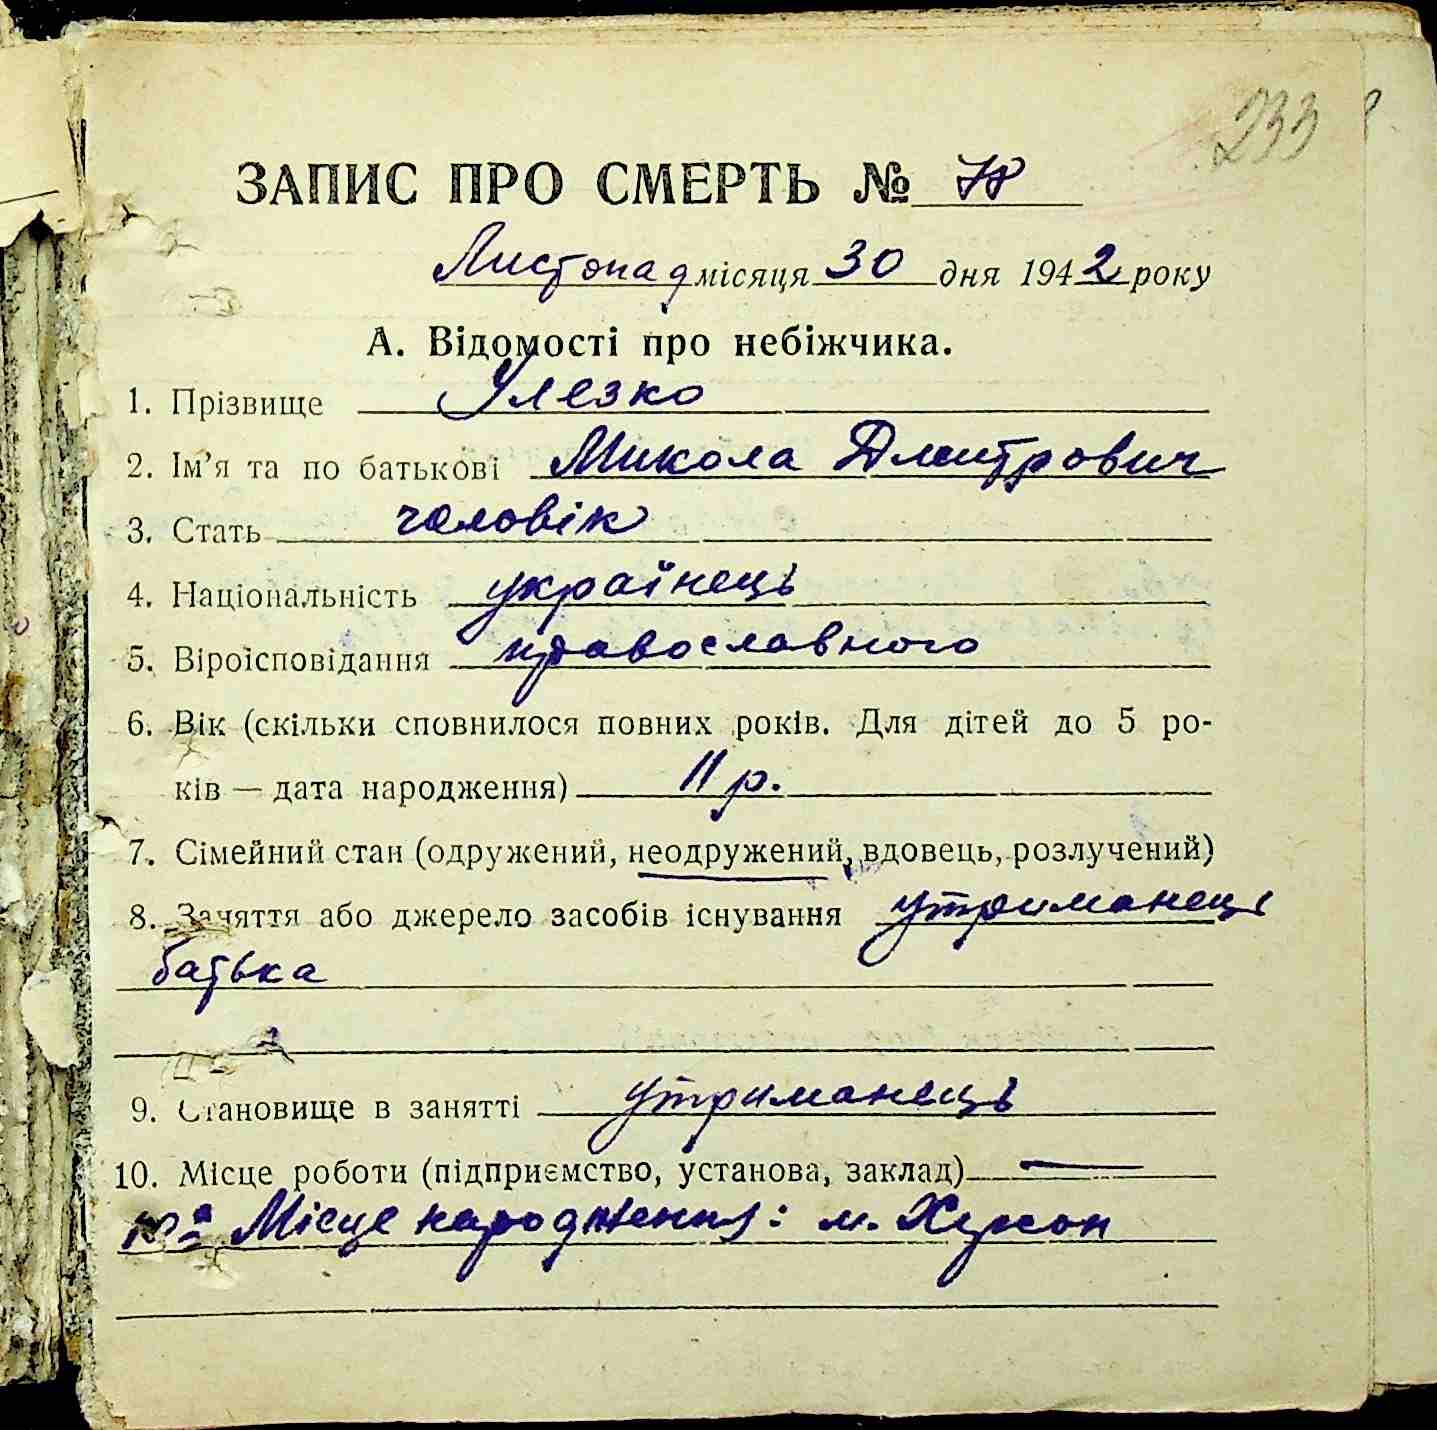 233
ЗАПИС ПРО СМЕРТЬ № 78
Листопад місяця 30 дня 1942 року
А. Відомості про небіжчика.
1. Прізвище Улезко
2. Ім'я та по батькові Микола Дмитрович
3. Стать чоловік
4. Національність українець
5. Віроісповідання православного
6. Вік (скільки сповнилося повних років. Для дітей до 5 ро-
ків — дата народження) 11 р.
7. Сімейний стан (одружений, неодружений, вдовець, розлучений)
8. Заняття або джерело засобів існування утриманець
батька
9. Становище в занятті утриманець
10. Місце роботи (підприємство, установа, заклад) —
10а Місце народження: м. Херсон